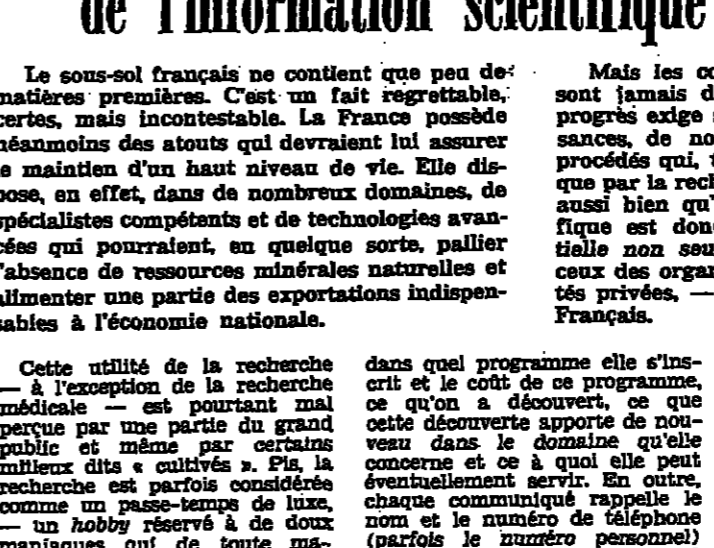 de l'information scientifique
Le sous-sol français ne contient que peu de
matières premières. C'est un fait regrettable,
certes, mais incontestable. La France possède
néanmoins des atouts qui devraient lui assurer
le maintien d'un haut niveau de vie. Elle dis-
pose, en effet, dans de nombreux domaines, de
spécialistes compétents et de technologies avan-
cées qui pourraient, en quelque sorte, pallier
l'absence de ressources minérales naturelles et
alimenter une partie des exportations indispen-
sables à l'économie nationale.
Mais les co
sont jamais d
progrès exige
sances, de no
procédés qui, t
que par la rech
aussi bien qu'
fique est donc
tielle non seu
ceux des organ
tés privées, —
Français.
Cette utilité de la recherche
— à l'exception de la recherche
médicale — est pourtant mal
perçue par une partie du grand
public et même par certains
milieux dits « cultivés ». Pis, la
recherche est parfois considérée
comme un passe-temps de luxe,
— un hobby réservé à de doux
maniaques qui de toute ma-
dans quel programme elle s'ins-
crit et le coût de ce programme,
ce qu'on a découvert, ce que
cette découverte apporte de nou-
veau dans le domaine qu'elle
concerne et ce à quoi elle peut
éventuellement servir. En outre,
chaque communiqué rappelle le
nom et le numéro de téléphone
(parfois le numéro personnel)